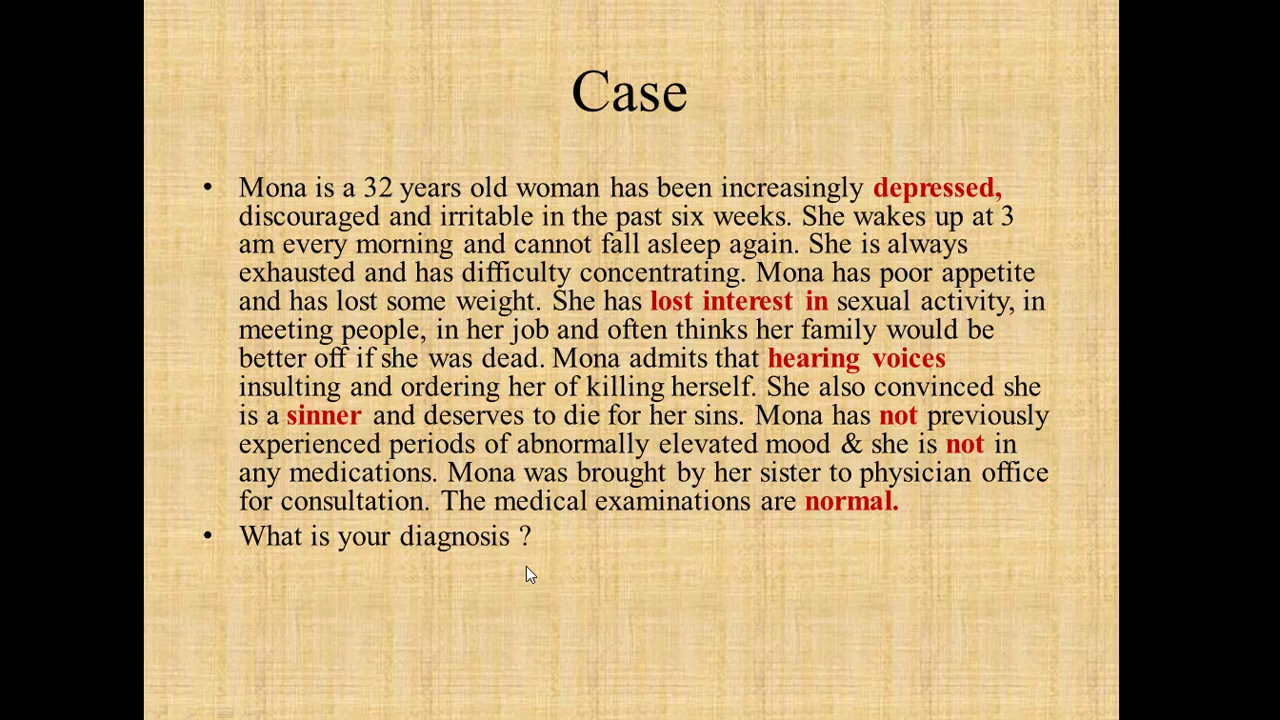 Case
• Mona is a 32 years old woman has been increasingly depressed,
discouraged and irritable in the past six weeks. She wakes up at 3
am every morning and cannot fall asleep again. She is always
exhausted and has difficulty concentrating. Mona has poor appetite
and has lost some weight. She has lost interest in sexual activity, in
meeting people, in her job and often thinks her family would be
better off if she was dead. Mona admits that hearing voices
insulting and ordering her of killing herself. She also convinced she
is a sinner and deserves to die for her sins. Mona has not previously
experienced periods of abnormally elevated mood & she is not in
any medications. Mona was brought by her sister to physician office
for consultation. The medical examinations are normal.
• What is your diagnosis ?